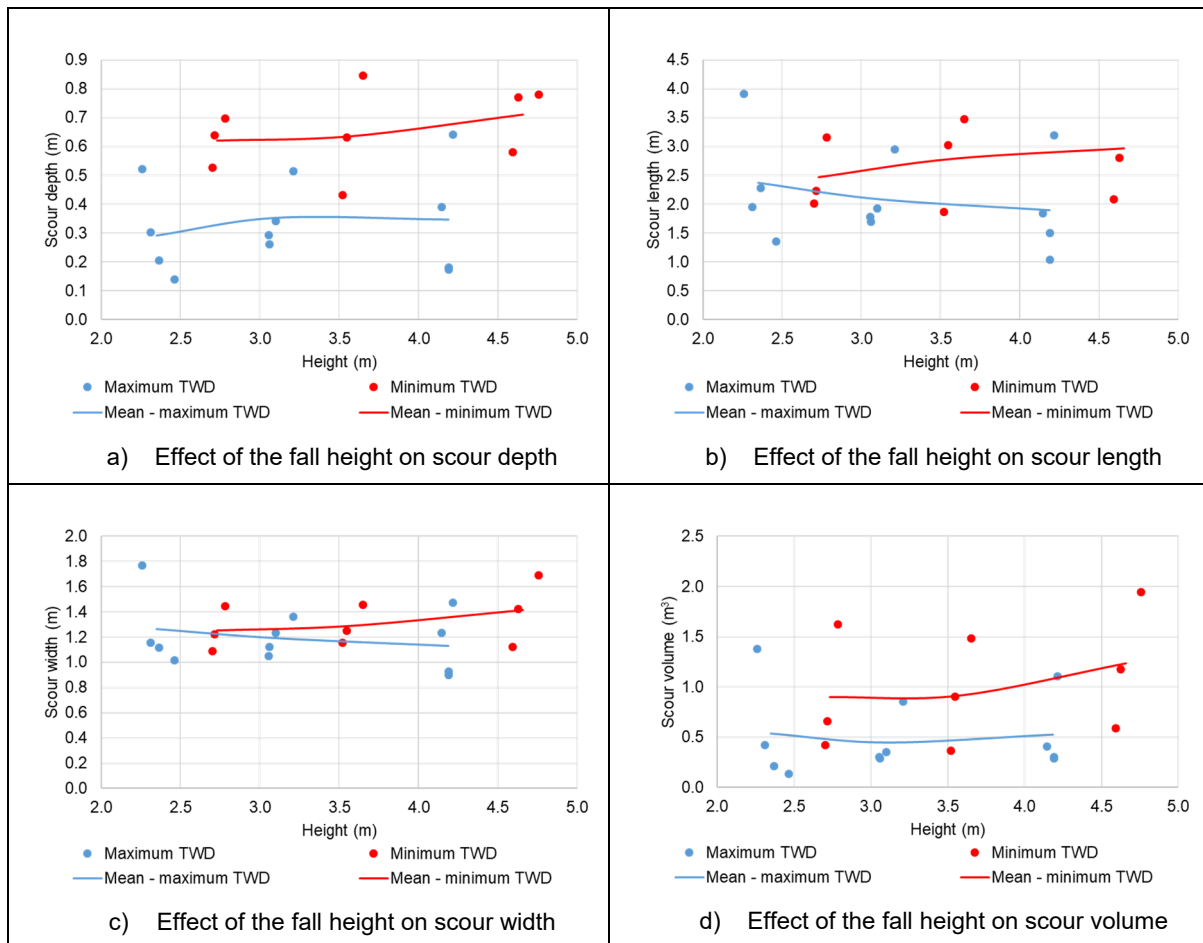 0.9
0.8
0.7
0.6
0.5
0.4
0.3
0.2
0.1
0.0
Scour depth (m)
2.0 2.5 3.0 3.5 4.0 4.5 5.0
Height (m)
Maximum TWD Minimum TWD
Mean - maximum TWD Mean - minimum TWD
a) Effect of the fall height on scour depth
4.5
4.0
3.5
3.0
2.5
2.0
1.5
1.0
0.5
0.0
Scour length (m)
2.0 2.5 3.0 3.5 4.0 4.5 5.0
Height (m)
Maximum TWD Minimum TWD
Mean - maximum TWD Mean - minimum TWD
b) Effect of the fall height on scour length
2.0
1.8
1.6
1.4
1.2
1.0
0.8
0.6
0.4
0.2
0.0
Scour width (m)
2.0 2.5 3.0 3.5 4.0 4.5 5.0
Height (m)
Maximum TWD Minimum TWD
Mean - maximum TWD Mean - minimum TWD
c) Effect of the fall height on scour width
2.5
2.0
1.5
1.0
0.5
0.0
Scour volume (m³)
2.0 2.5 3.0 3.5 4.0 4.5 5.0
Height (m)
Maximum TWD Minimum TWD
Mean - maximum TWD Mean - minimum TWD
d) Effect of the fall height on scour volume